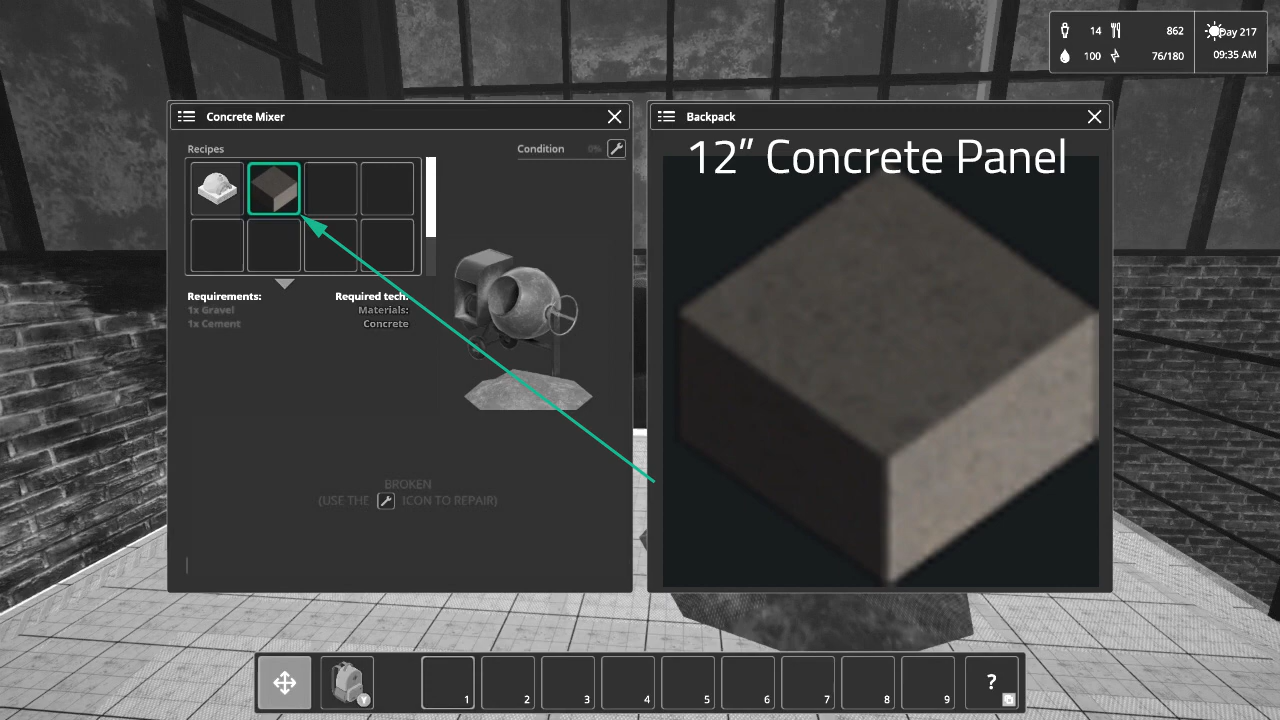 14
862
Day 217
100
76/180
09:35 AM
Concrete Mixer
Backpack
12” Concrete Panel
Recipes
Condition
0%
Requirements:
1x Gravel
1x Cement
Required tech:
Materials:
Concrete
BROKEN
(USE THE ICON TO REPAIR)
Y
1
2
3
4
5
6
7
8
9
?